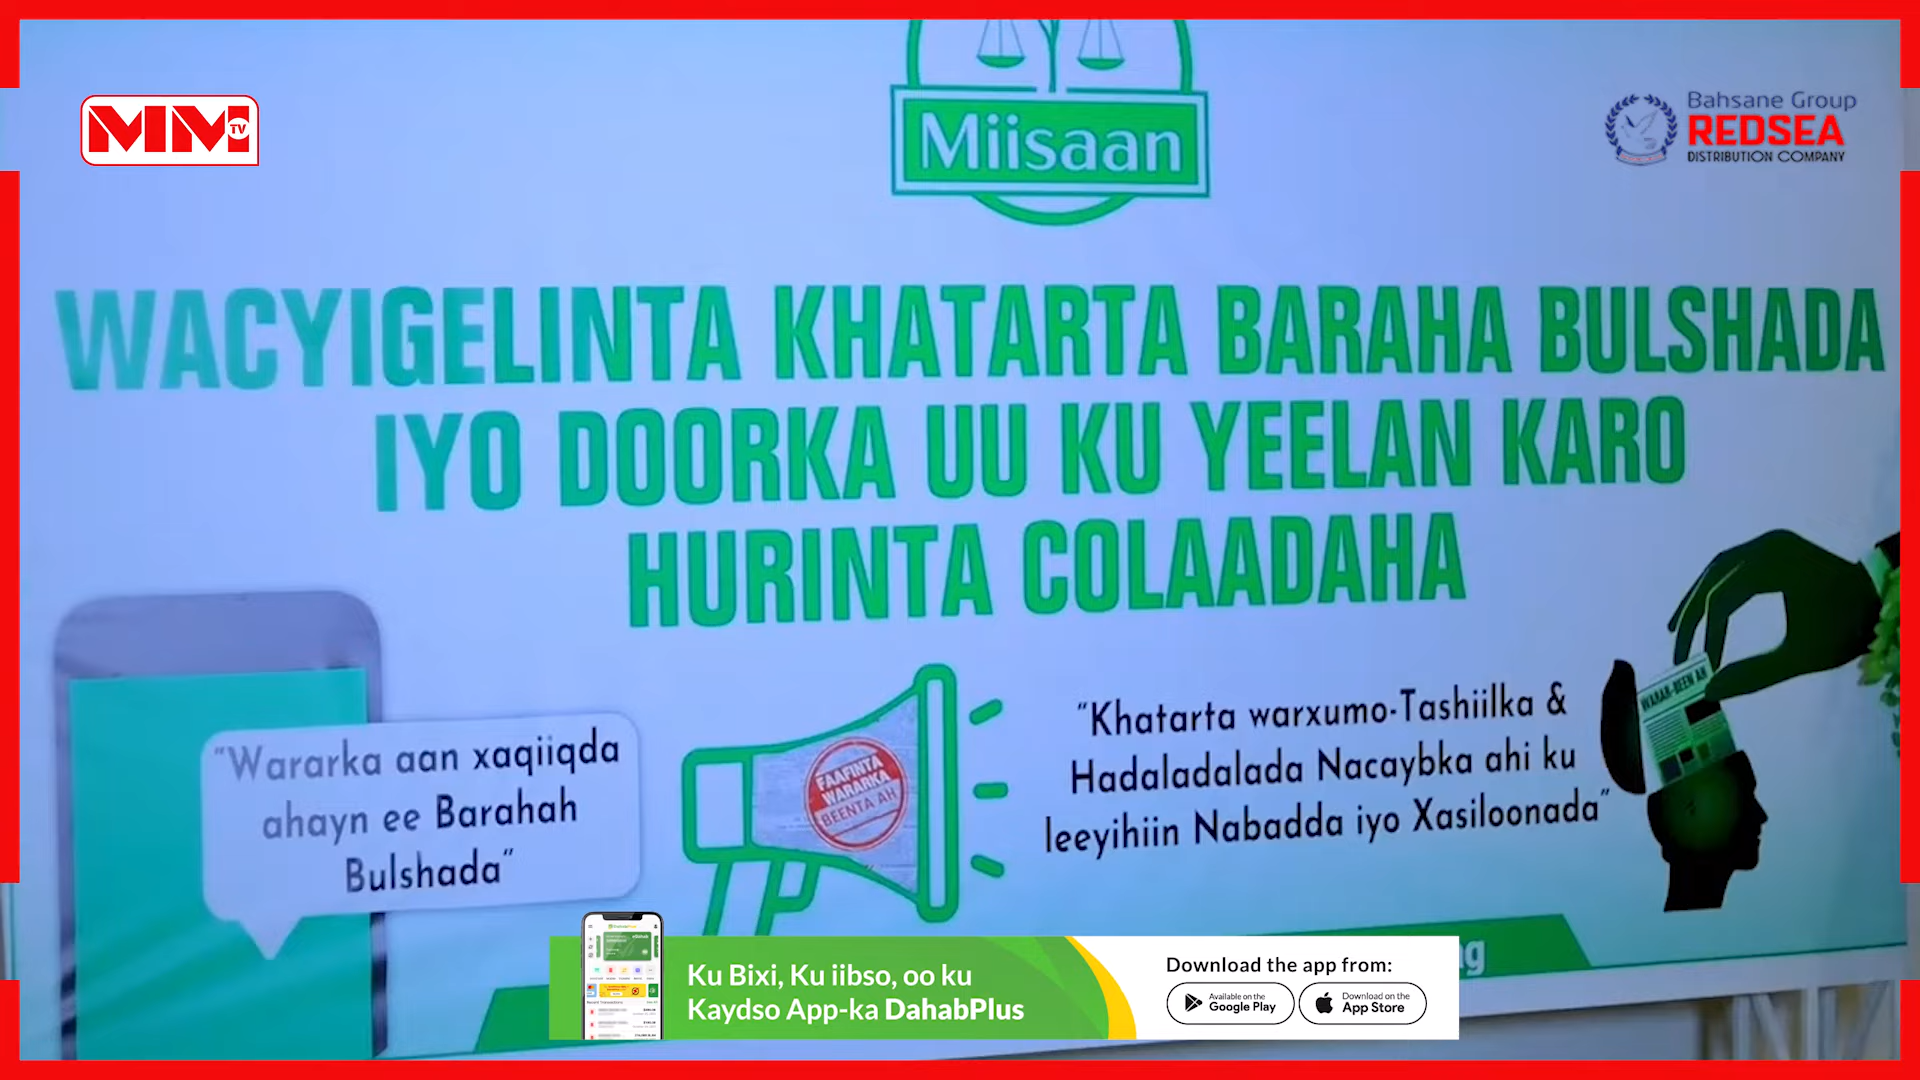 MM TV
Bahsane Group
REDSEA
DISTRIBUTION COMPANY
Miisaan
WACYIGELINTA KHATARTA BARAHA BULSHADA
IYO DOORKA UU KU YEELAN KARO
HURINTA COLAADAHA
"Wararka aan xaqiiqda
ahayn ee Barahah
Bulshada"
FAAFINTA
WARARKA
BEENTA AH
"Khatarta warxumo-Tashiilka &
Hadaladalada Nacaybka ahi ku
leeyihiin Nabadda iyo Xasiloonada"
WARAR-BEEN AH
Ku Bixi, Ku iibso, oo ku
Kaydso App-ka DahabPlus
Download the app from:
Available on the
Google Play
Download on the
App Store